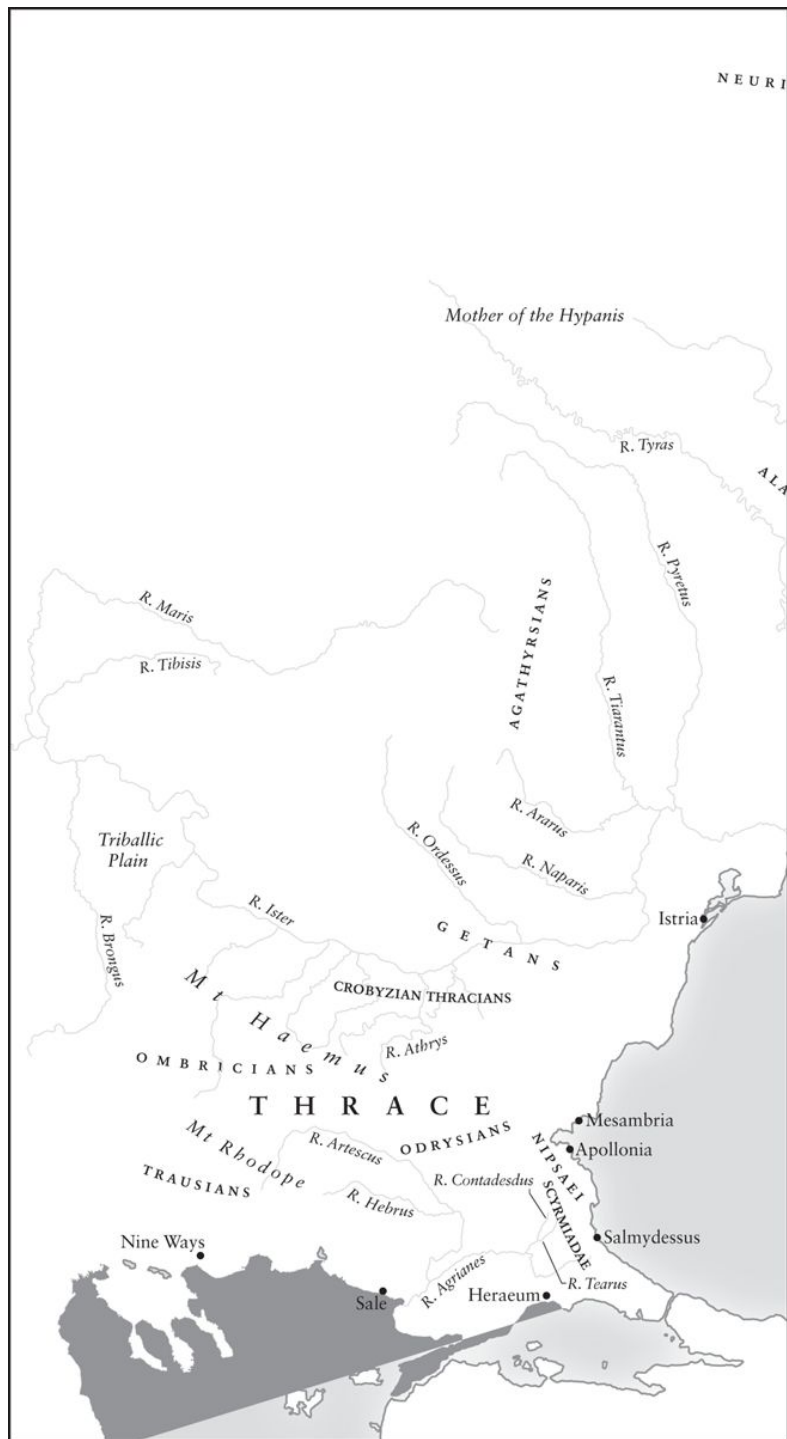 NEURI
Mother of the Hypanis
R. Tyras
ALA
R. Pyretus
R. Maris
AGATHYRSIANS
R. Tibisis
R. Tiarantus
R. Ararus
Triballic
Plain
R. Ordessus
R. Naparis
R. Ister
Istria
R. Brongus
GETANS
Mt Haemus
CROBYZIAN THRACIANS
R. Athrys
OMBRICIANS
THRACE
Mesambria
ODRYSIANS
Mt Rhodope
R. Artescus
NIPSAEI
Apollonia
TRAUSIANS
R. Contadesdus
R. Hebrus
SCYRMIADAE
Nine Ways
Salmydessus
R. Agrianes
R. Tearus
Sale
Heraeum